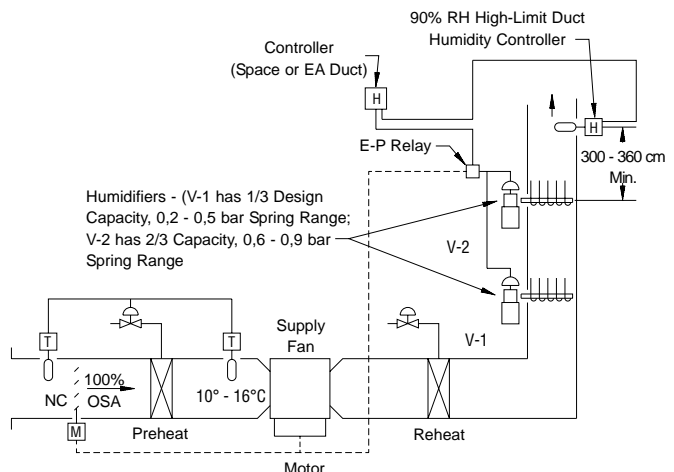 90% RH High-Limit Duct
Humidity Controller
Controller
(Space or EA Duct)
H
H
E-P Relay
300 - 360 cm
Min.
Humidifiers - (V-1 has 1/3 Design
Capacity, 0,2 - 0,5 bar Spring Range;
V-2 has 2/3 Capacity, 0,6 - 0,9 bar
Spring Range
V-2
V-1
Supply
Fan
T
T
100%
OSA
NC
10° - 16°C
M
Preheat
Reheat
Motor